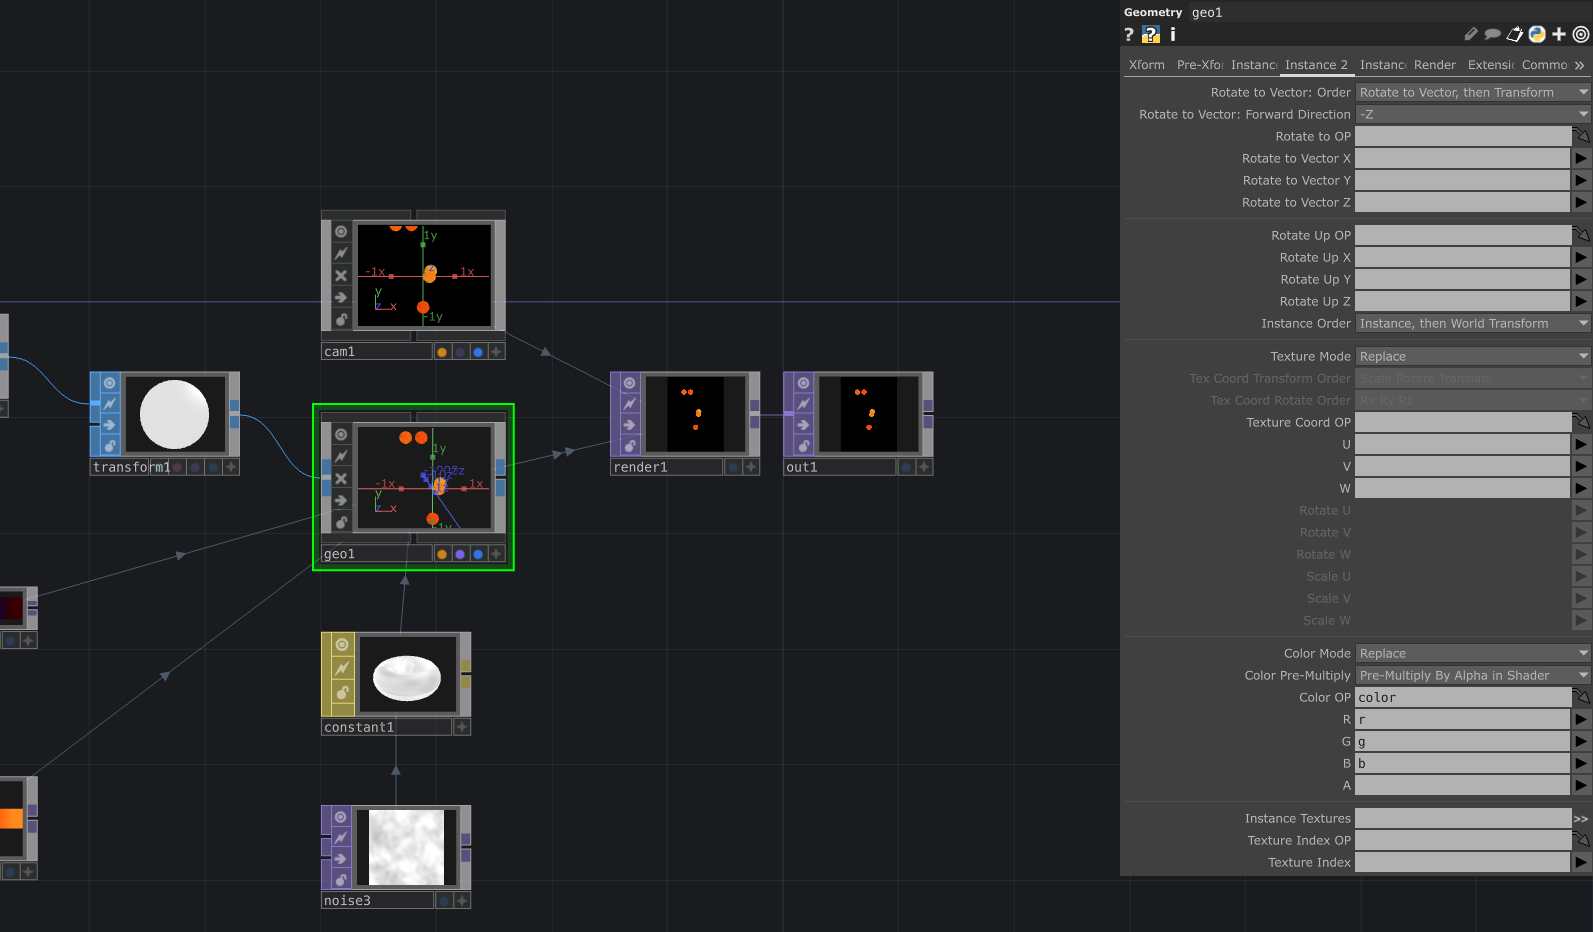 Geometry geo1
? ? i
Xform Pre-Xfo Instanc Instance 2 Instanc Render Extensi Commo »
Rotate to Vector: Order Rotate to Vector, then Transform
Rotate to Vector: Forward Direction -Z
Rotate to OP
Rotate to Vector X
Rotate to Vector Y
Rotate to Vector Z
Rotate Up OP
Rotate Up X
Rotate Up Y
Rotate Up Z
Instance Order Instance, then World Transform
Texture Mode Replace
Tex Coord Transform Order Scale Rotate Translate
Tex Coord Rotate Order Rx Ry Rz
Texture Coord OP
U
V
W
Rotate U
Rotate V
Rotate W
Scale U
Scale V
Scale W
Color Mode Replace
Color Pre-Multiply Pre-Multiply By Alpha in Shader
Color OP color
R r
G g
B b
A
Instance Textures >>
Texture Index OP
Texture Index
1y
-1x 1x
y
z x
-1y
cam1
transform1
1y
-1x 1x
y
z x
-1y
geo1
render1
out1
constant1
noise3